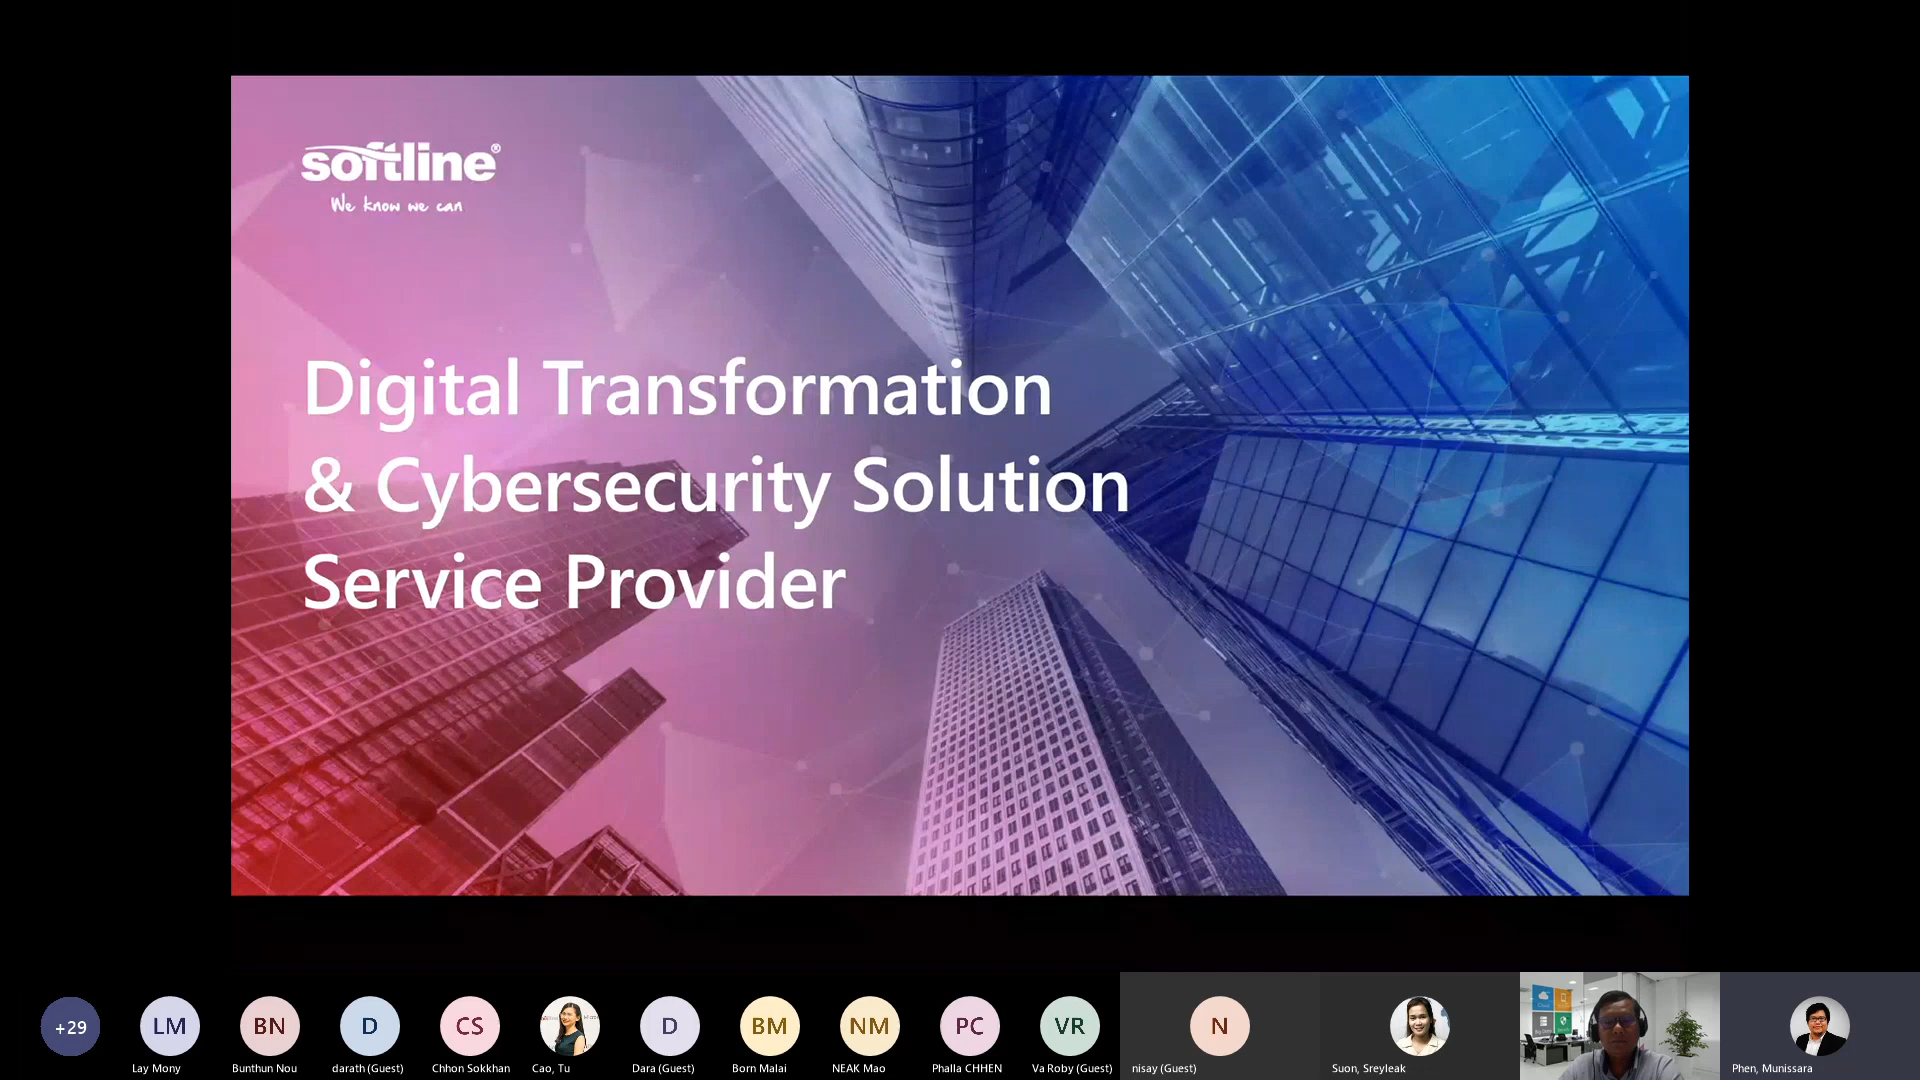 softline®
We know we can
Digital Transformation
& Cybersecurity Solution
Service Provider
+29
LM
BN
D
CS
D
BM
NM
PC
VR
N
Lay Mony
Bunthun Nou
darath (Guest)
Chhon Sokkhan
Cao, Tu
Dara (Guest)
Born Malai
NEAK Mao
Phalla CHHEN
Va Roby (Guest)
nisay (Guest)
Suon, Sreyleak
Phen, Munissara